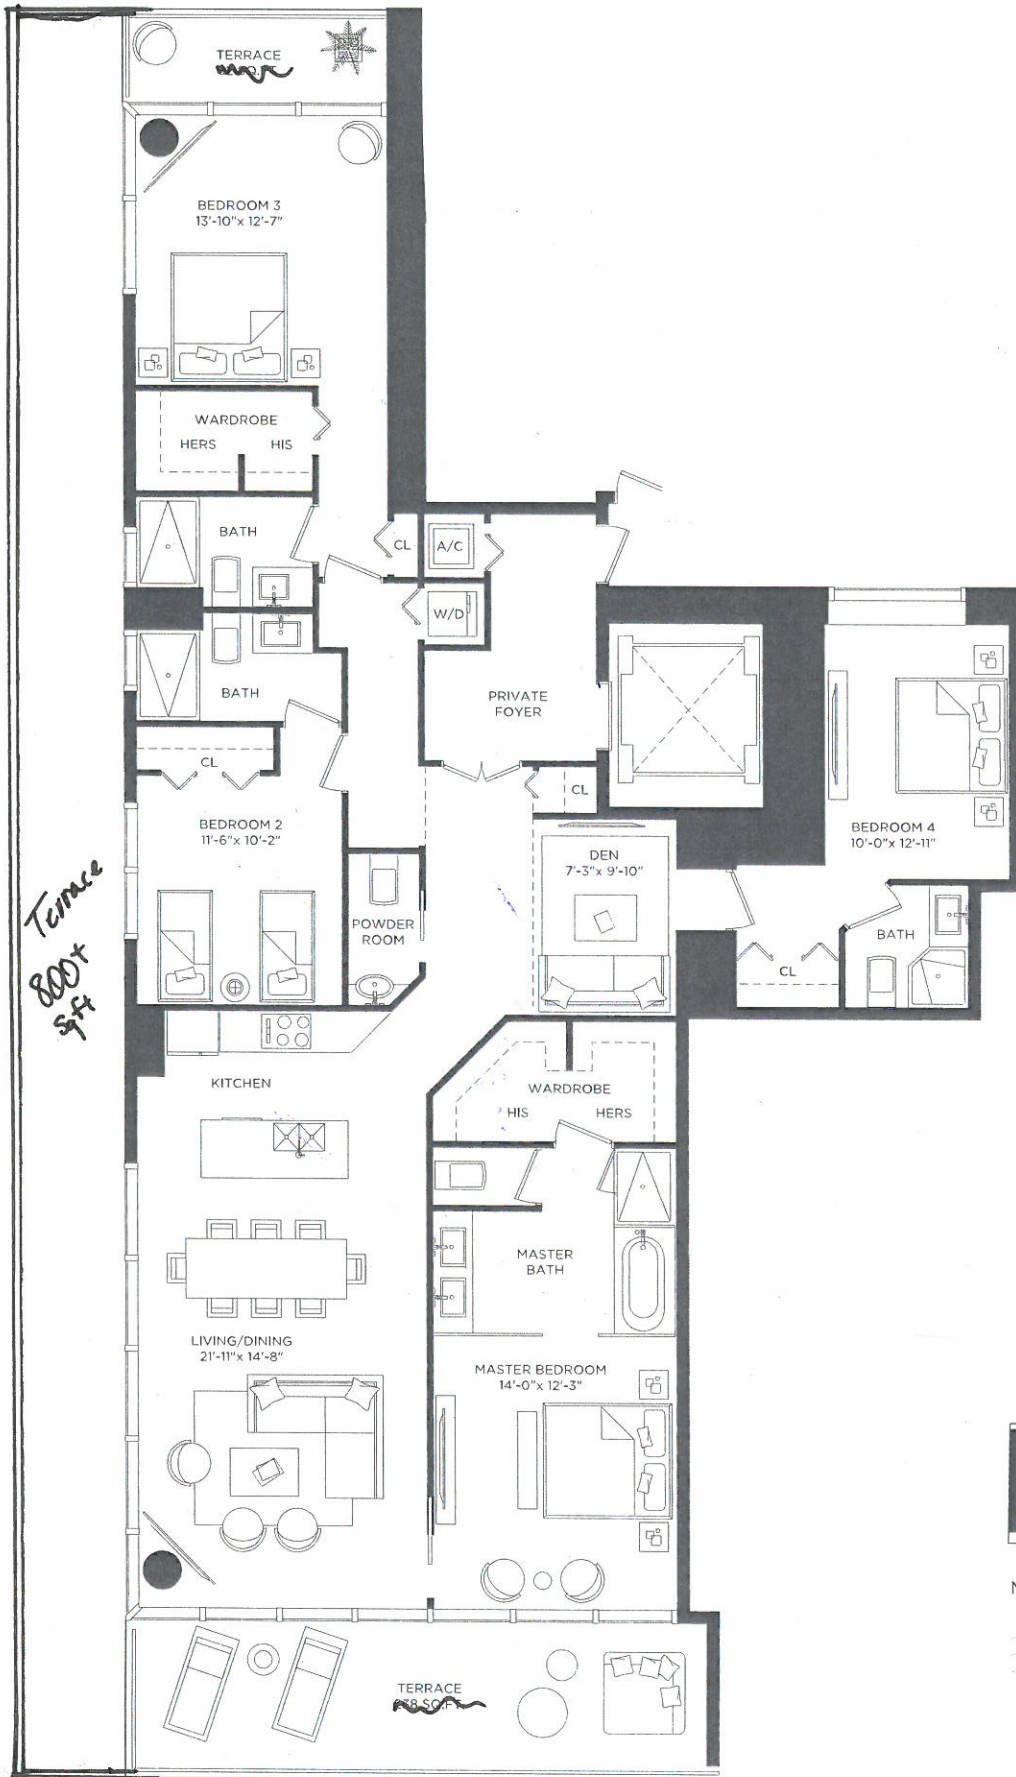 TERRACE
BEDROOM 3
13'-10"x 12'-7"
WARDROBE
HERS HIS
BATH
CL
A/C
W/D
BATH
PRIVATE
FOYER
CL
CL
BEDROOM 2
11'-6"x 10'-2"
BEDROOM 4
10'-0"x 12'-11"
DEN
7'-3"x 9'-10"
Terrace
800+
Sqft
POWDER
ROOM
BATH
CL
KITCHEN
WARDROBE
HIS HERS
MASTER
BATH
LIVING/DINING
21'-11"x 14'-8"
MASTER BEDROOM
14'-0"x 12'-3"
TERRACE
SQ.FT.